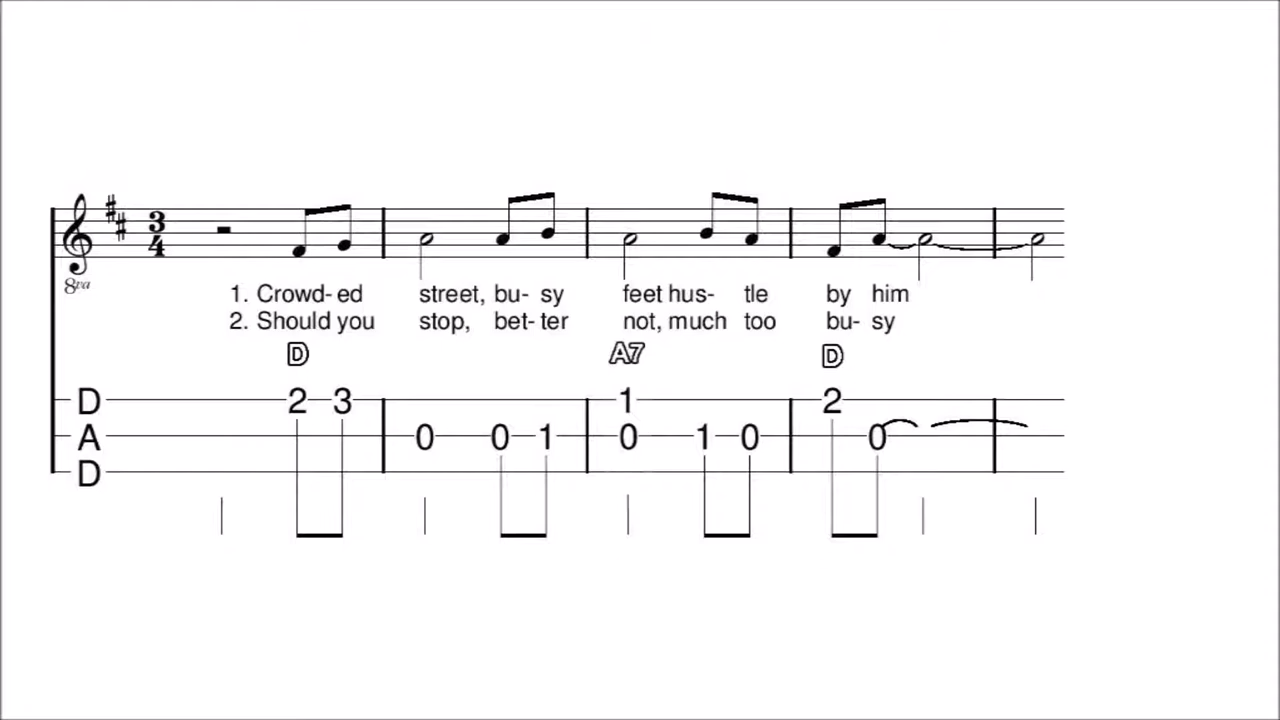 3
4
8va
1. Crowd- ed street, bu- sy feet hus- tle by him
2. Should you stop, bet- ter not, much too bu- sy
D A7 D
D 2 3 1 2
A 0 0 1 0 1 0 0
D